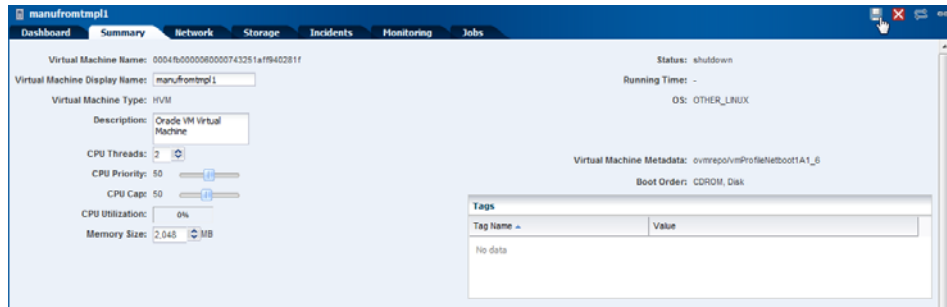 manufromtmpl1
Dashboard Summary Network Storage Incidents Monitoring Jobs
Virtual Machine Name: 0004fb0000060000743251aff940281f
Virtual Machine Display Name: manufromtmpl1
Virtual Machine Type: HVM
Description: Oracle VM Virtual
Machine
CPU Threads: 2
CPU Priority: 50
CPU Cap: 50
CPU Utilization: 0%
Memory Size: 2,048 MB
Status: shutdown
Running Time: -
OS: OTHER_LINUX
Virtual Machine Metadata: ovmrepo/vmProfileNetboot1A1_6
Boot Order: CDROM, Disk
Tags
Tag Name Value
No data